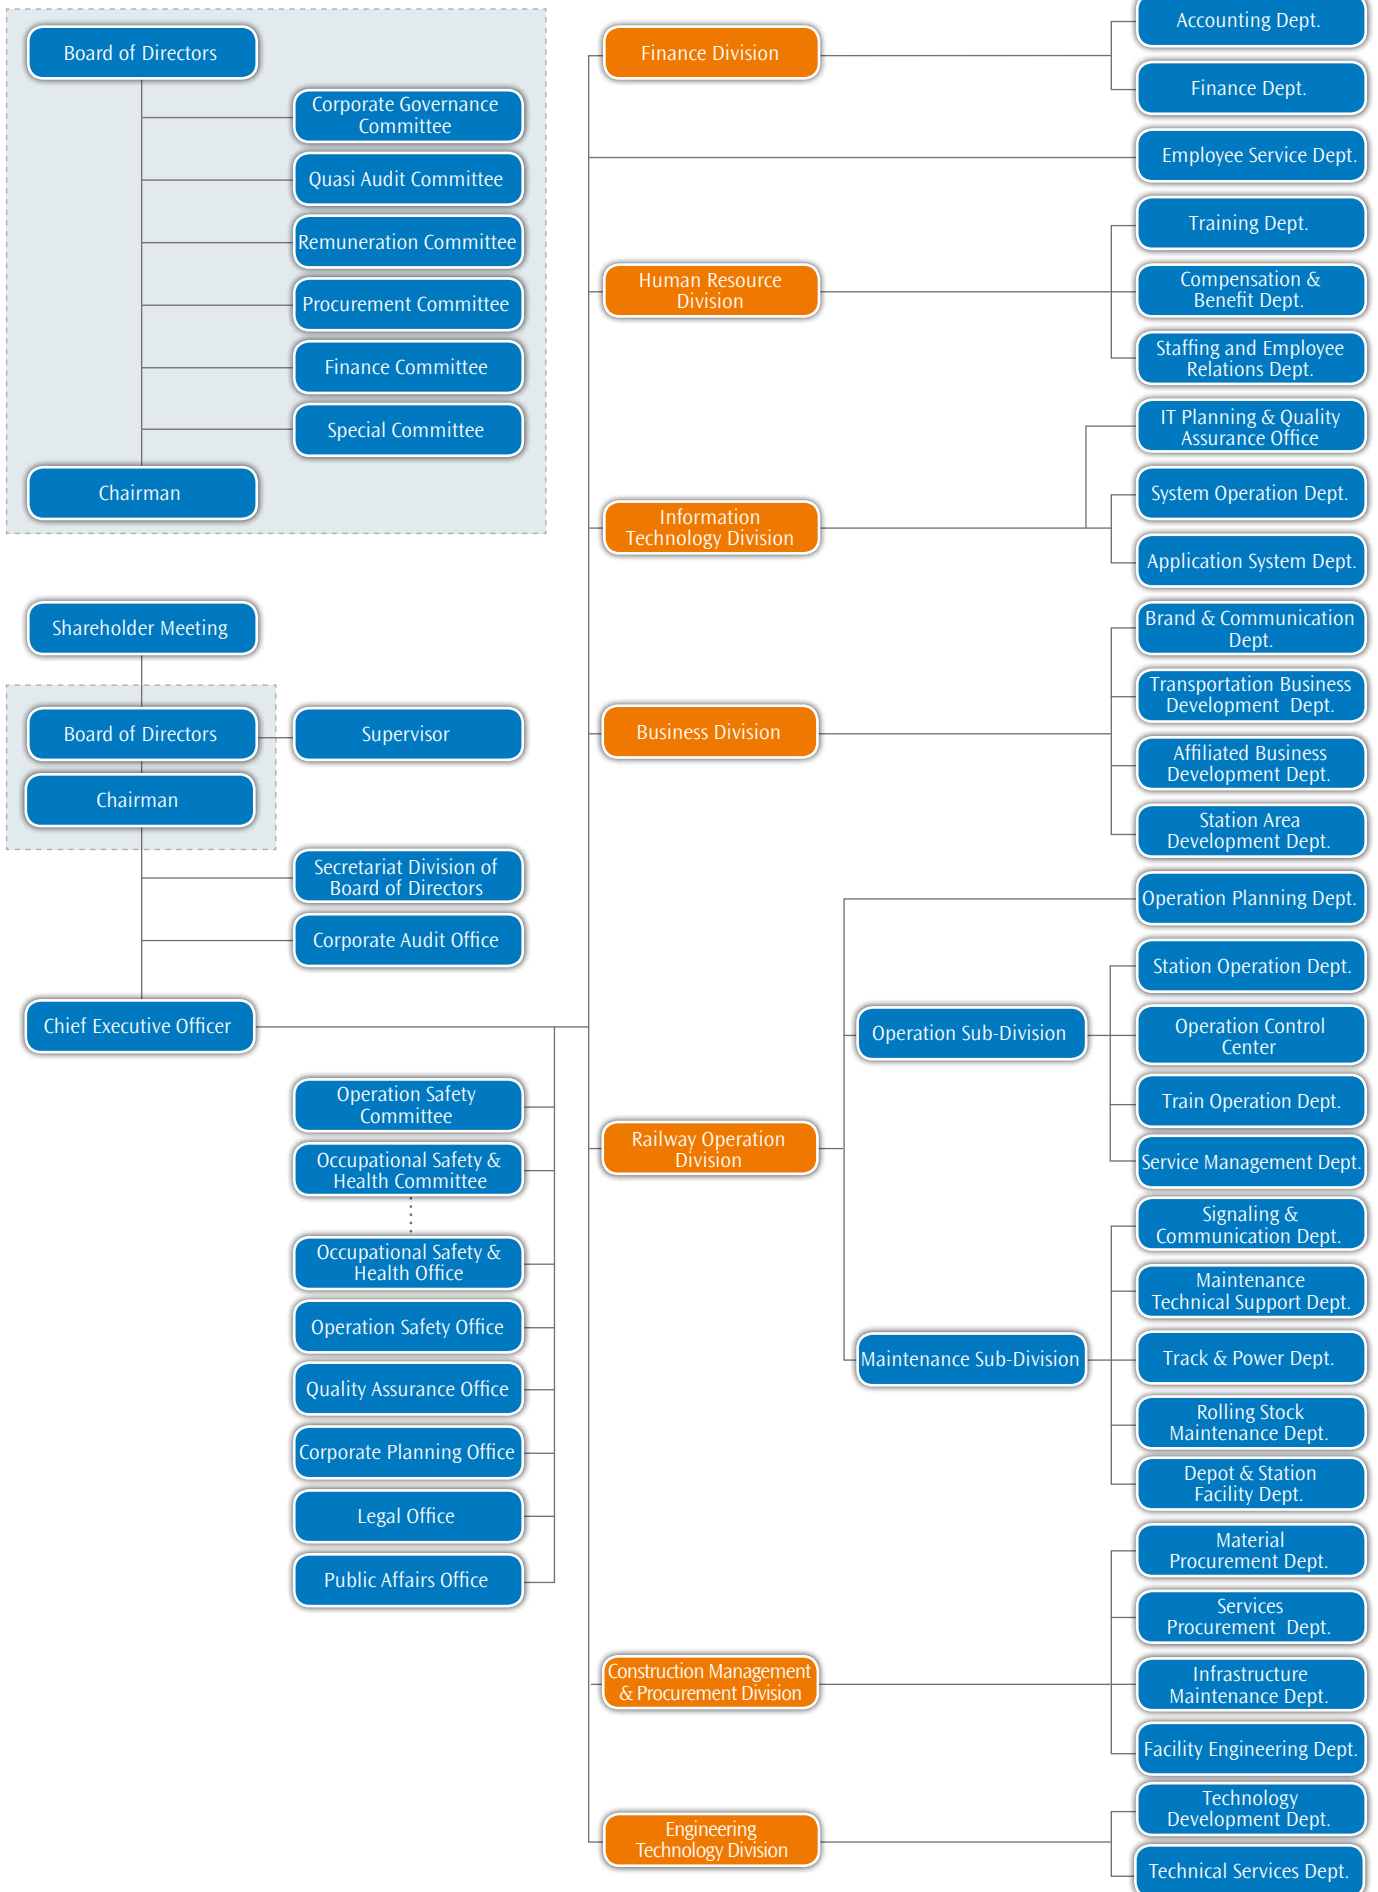 Board of Directors
Corporate Governance
Committee
Quasi Audit Committee
Remuneration Committee
Procurement Committee
Finance Committee
Special Committee
Chairman
Shareholder Meeting
Board of Directors
Supervisor
Chairman
Secretariat Division of
Board of Directors
Corporate Audit Office
Chief Executive Officer
Operation Safety
Committee
Occupational Safety &
Health Committee
Occupational Safety &
Health Office
Operation Safety Office
Quality Assurance Office
Corporate Planning Office
Legal Office
Public Affairs Office
Finance Division
Accounting Dept.
Finance Dept.
Employee Service Dept.
Human Resource
Division
Training Dept.
Compensation &
Benefit Dept.
Staffing and Employee
Relations Dept.
Information
Technology Division
IT Planning & Quality
Assurance Office
System Operation Dept.
Application System Dept.
Business Division
Brand & Communication
Dept.
Transportation Business
Development Dept.
Affiliated Business
Development Dept.
Station Area
Development Dept.
Railway Operation
Division
Operation Planning Dept.
Operation Sub-Division
Station Operation Dept.
Operation Control
Center
Train Operation Dept.
Service Management Dept.
Maintenance Sub-Division
Signaling &
Communication Dept.
Maintenance
Technical Support Dept.
Track & Power Dept.
Rolling Stock
Maintenance Dept.
Depot & Station
Facility Dept.
Construction Management
& Procurement Division
Material
Procurement Dept.
Services
Procurement Dept.
Infrastructure
Maintenance Dept.
Facility Engineering Dept.
Engineering
Technology Division
Technology
Development Dept.
Technical Services Dept.